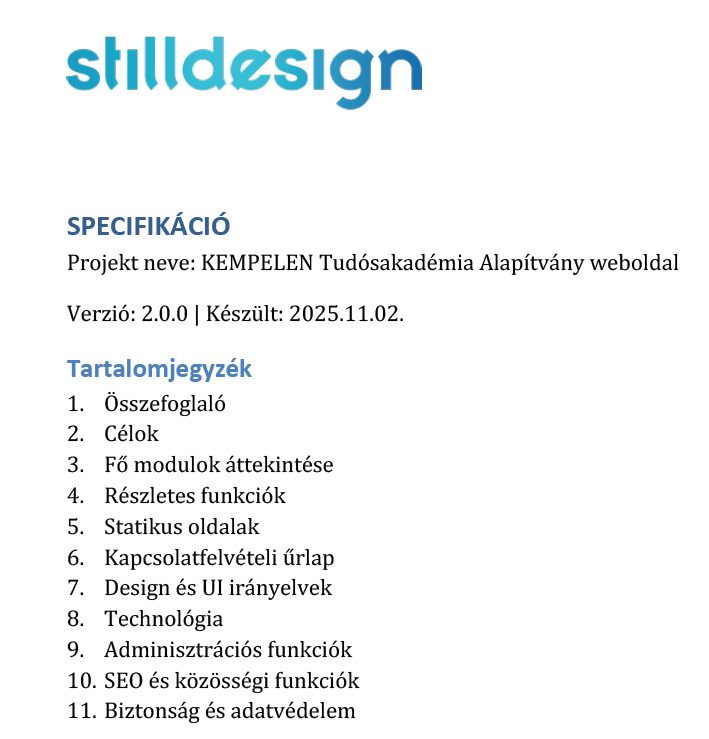 stilldesign
SPECIFIKÁCIÓ
Projekt neve: KEMPELEN Tudósakadémia Alapítvány weboldal
Verzió: 2.0.0 | Készült: 2025.11.02.
Tartalomjegyzék
1. Összefoglaló
2. Célok
3. Fő modulok áttekintése
4. Részletes funkciók
5. Statikus oldalak
6. Kapcsolatfelvételi űrlap
7. Design és UI irányelvek
8. Technológia
9. Adminisztrációs funkciók
10. SEO és közösségi funkciók
11. Biztonság és adatvédelem